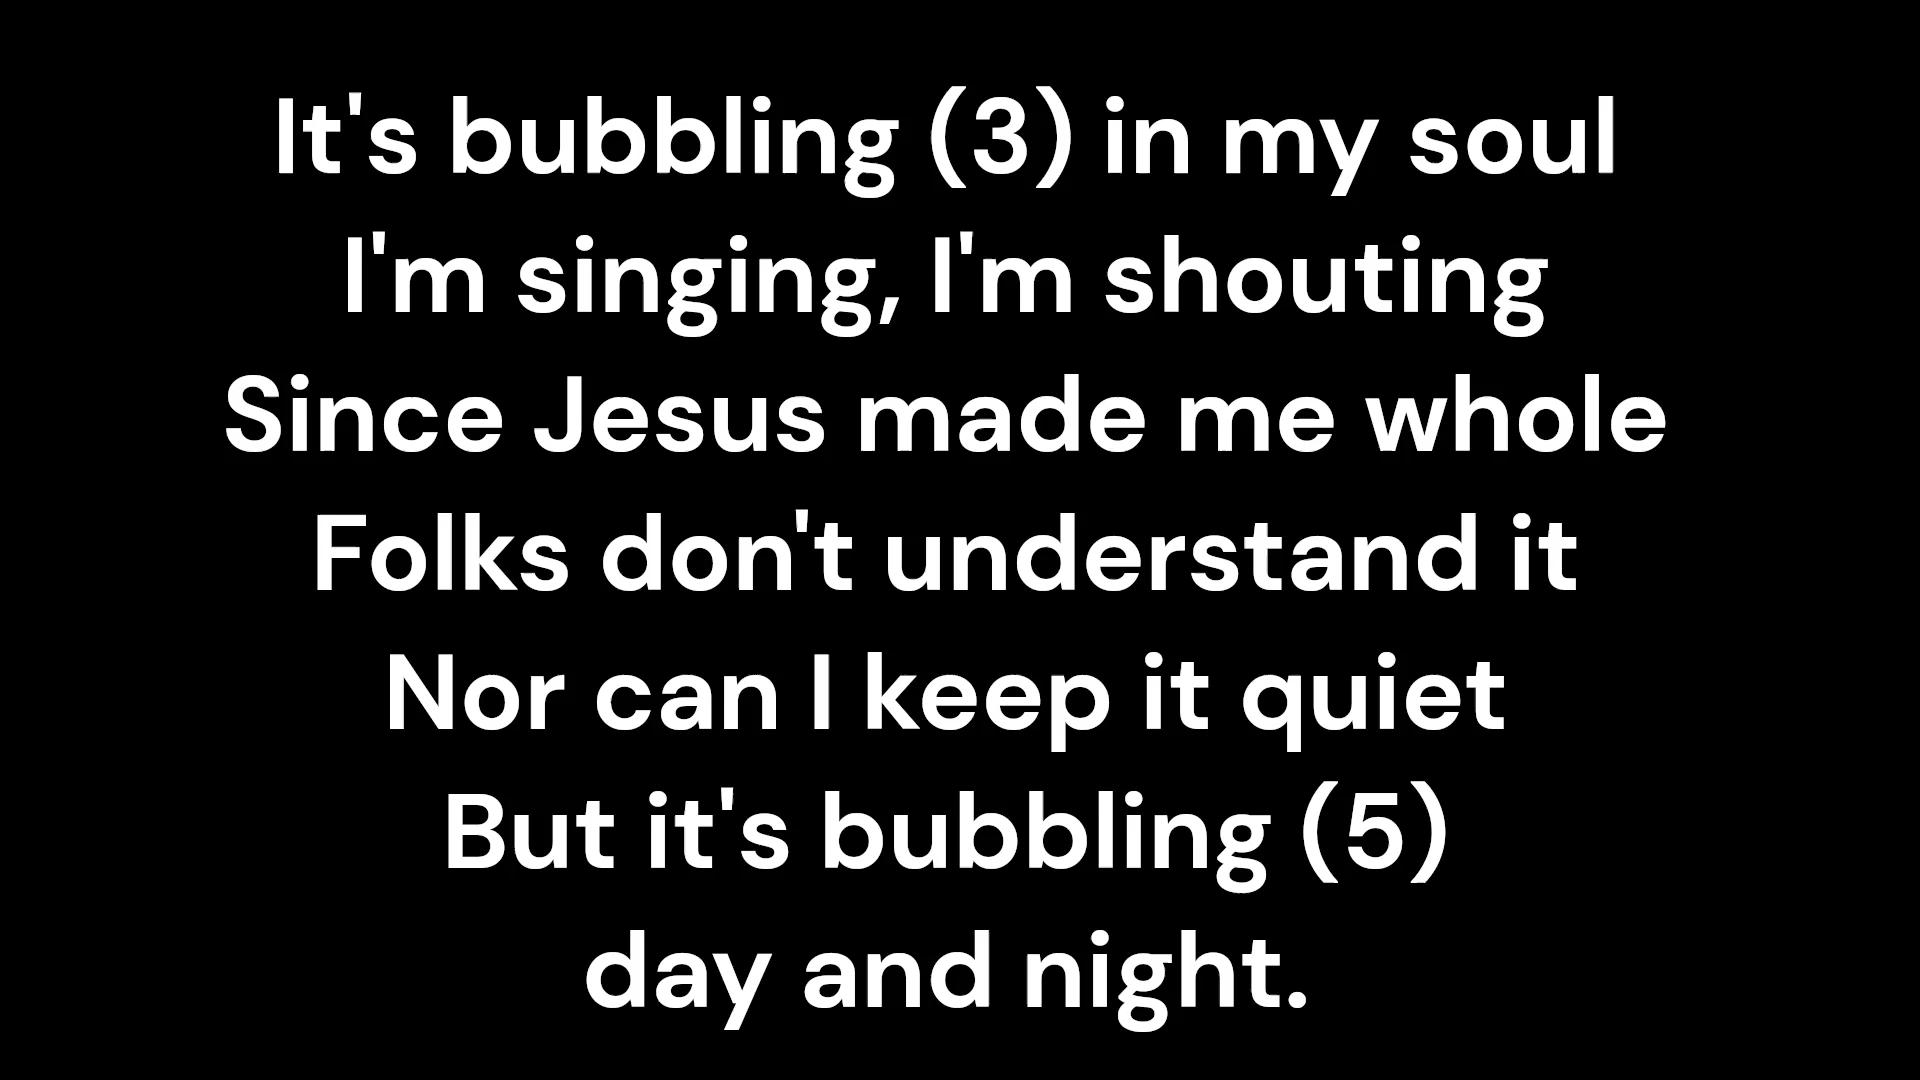 It's bubbling (3) in my soul
I'm singing, I'm shouting
Since Jesus made me whole
Folks don't understand it
Nor can I keep it quiet
But it's bubbling (5)
day and night.